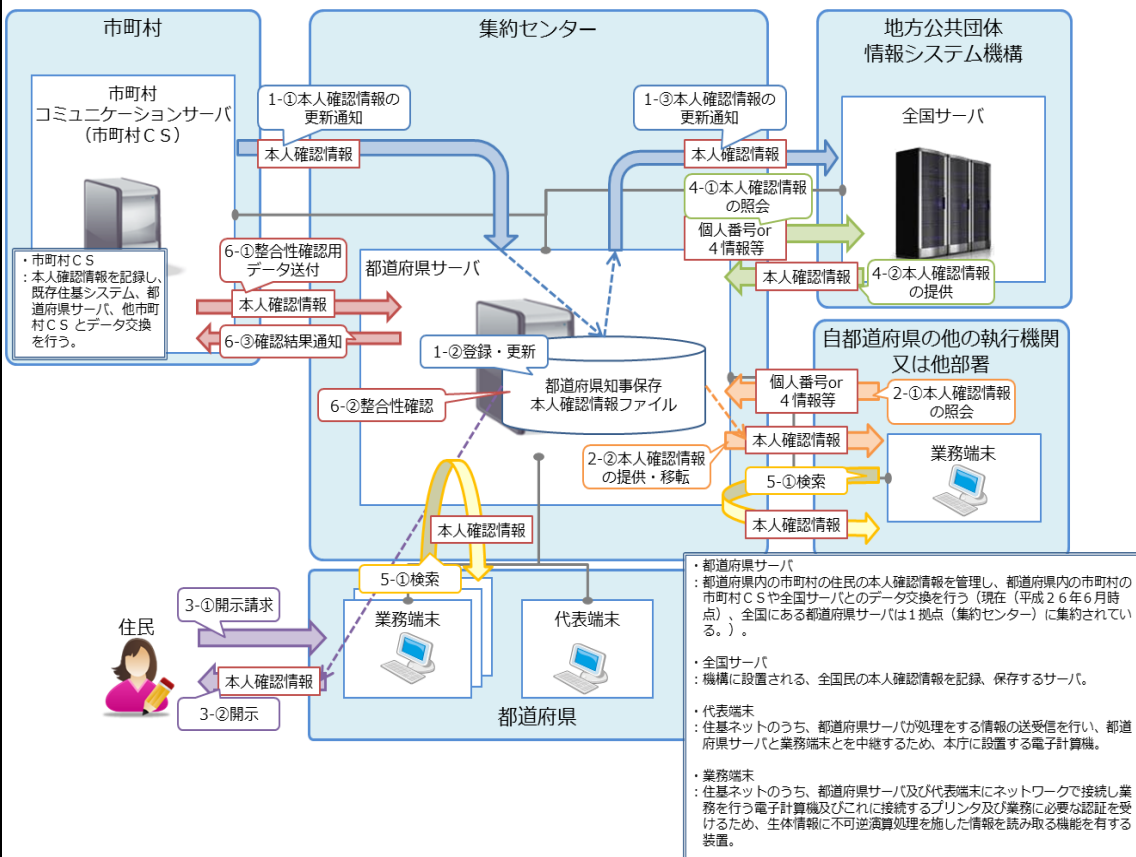 市町村
市町村
コミュニケーションサーバ
（市町村ＣＳ）
1-①本人確認情報の
更新通知
本人確認情報
・市町村ＣＳ
：本人確認情報を記録し、
既存住基システム、都
道府県サーバ、他市町
村ＣＳ とデータ交換
を行う。
6-①整合性確認用
データ送付
本人確認情報
6-③確認結果通知
集約センター
都道府県サーバ
1-②登録・更新
都道府県知事保存
本人確認情報ファイル
6-②整合性確認
1-③本人確認情報の
更新通知
本人確認情報
4-①本人確認情報
の照会
個人番号or
４情報等
本人確認情報
4-②本人確認情報
の提供
地方公共団体
情報システム機構
全国サーバ
自都道府県の他の執行機関
又は他部署
個人番号or
４情報等
2-①本人確認情報
の照会
本人確認情報
2-②本人確認情報
の提供・移転
5-①検索
本人確認情報
業務端末
本人確認情報
5-①検索
業務端末
代表端末
都道府県
住民
3-①開示請求
本人確認情報
3-②開示
・都道府県サーバ
：都道府県内の市町村の住民の本人確認情報を管理し、都道府県内の市町村の
市町村ＣＳや全国サーバとのデータ交換を行う（現在（平成２６年６月時
点）、全国にある都道府県サーバは１拠点（集約センター）に集約されてい
る。）。
・全国サーバ
：機構に設置される、全国民の本人確認情報を記録、保存するサーバ。
・代表端末
：住基ネットのうち、都道府県サーバが処理をする情報の送受信を行い、都道
府県サーバと業務端末とを中継するため、本庁に設置する電子計算機。
・業務端末
：住基ネットのうち、都道府県サーバ及び代表端末にネットワークで接続し業
務を行う電子計算機及びこれに接続するプリンタ及び業務に必要な認証を受
けるため、生体情報に不可逆演算処理を施した情報を読み取る機能を有する
装置。